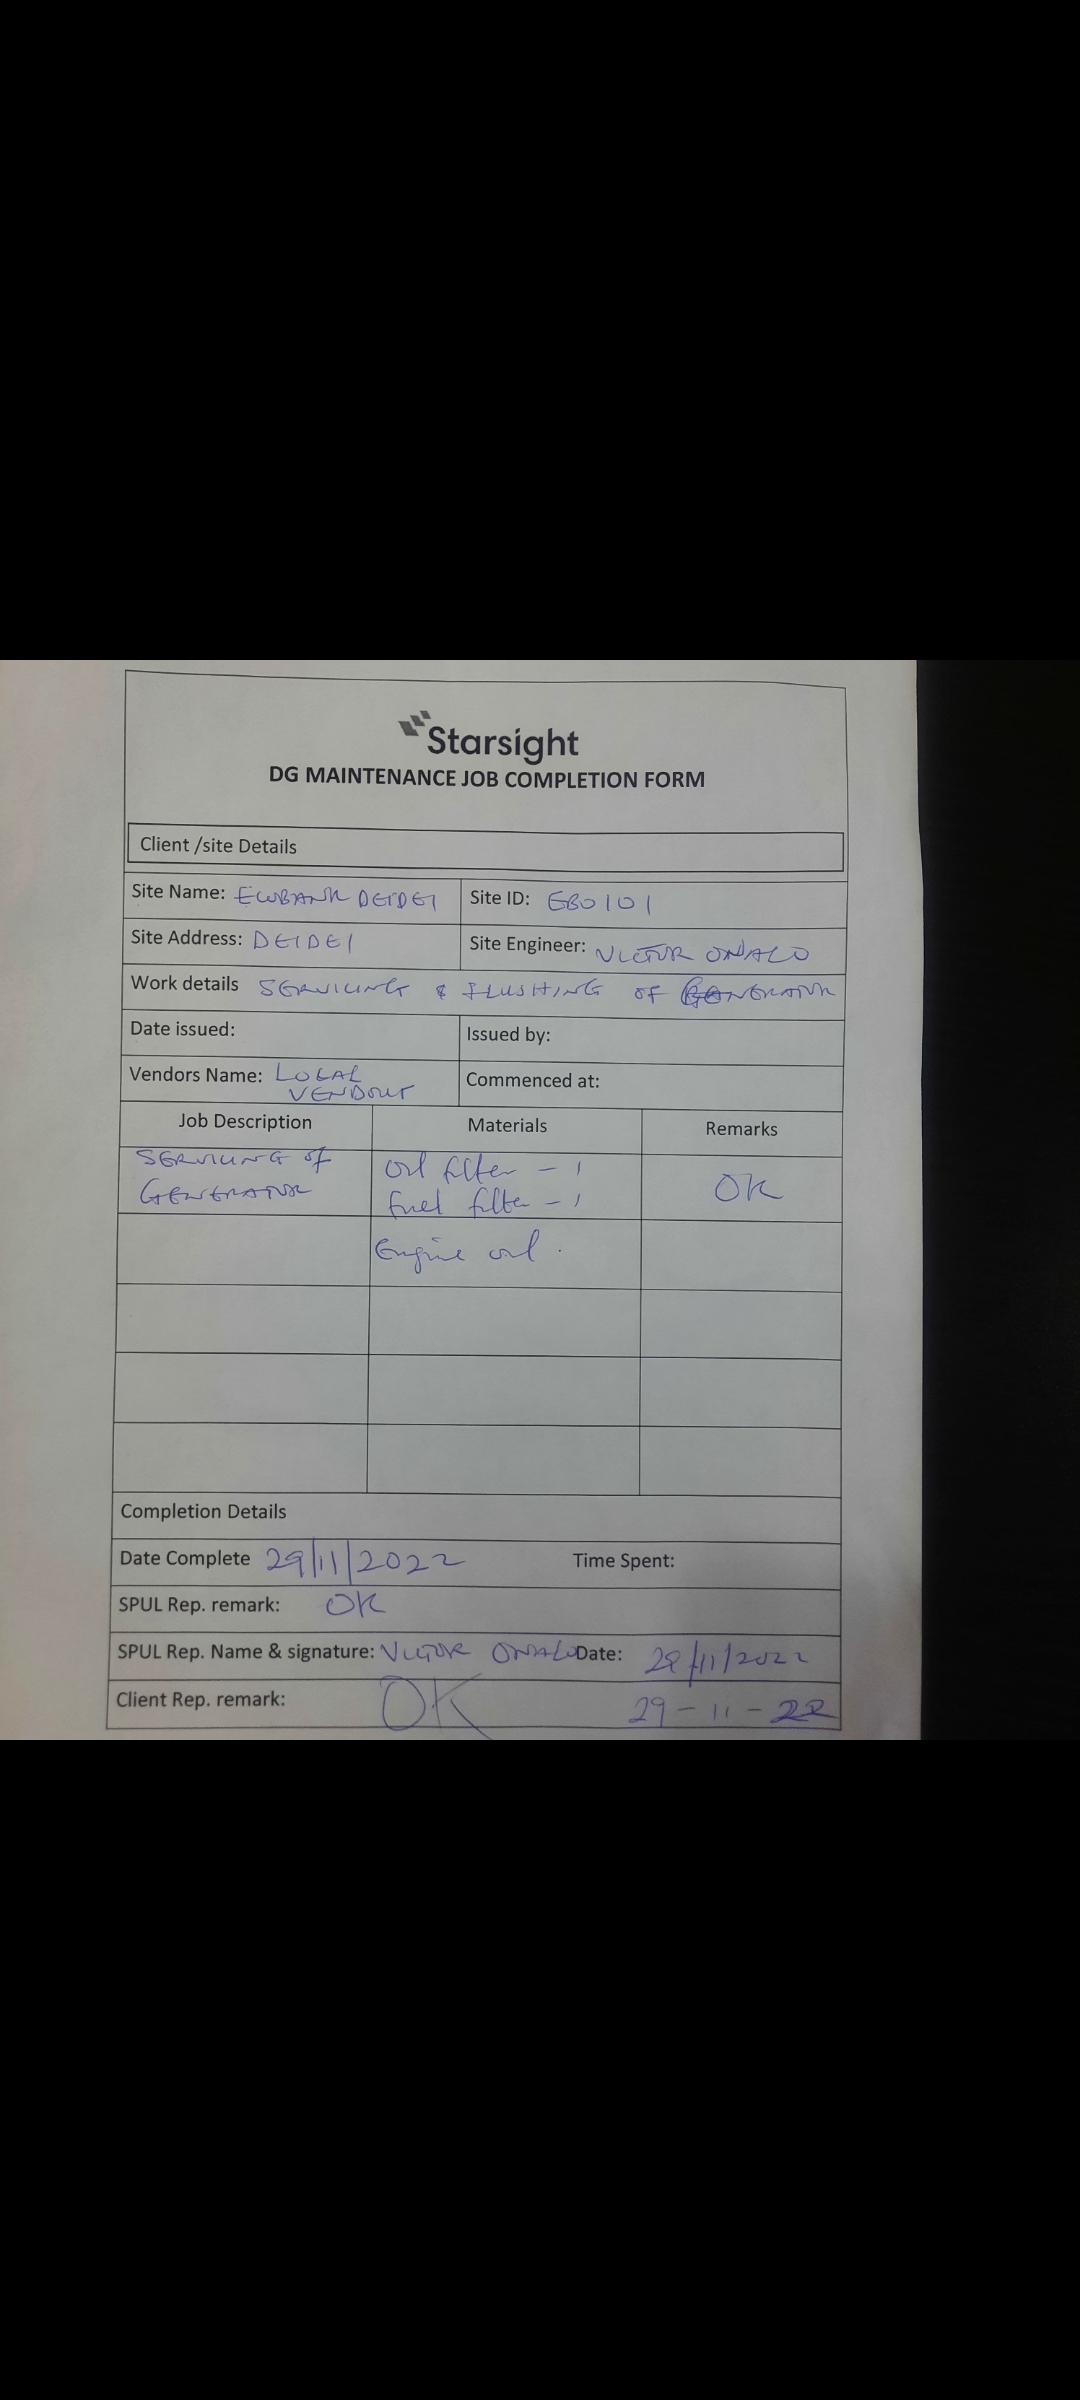 Starsight
DG MAINTENANCE JOB COMPLETION FORM
Client /site Details
Site Name: ECOBANK DEIDEI Site ID: EBO101
Site Address: DEIDEI Site Engineer: VICTOR ONALO
Work details SERVICING & FLUSHING OF GENERATOR
Date issued: Issued by:
Vendors Name: LOCAL Commenced at:
VENDOUR
Job Description Materials Remarks
SERVICING of oil filter - 1 OK
GENERATOR fuel filter - 1
Engine oil.
Completion Details
Date Complete 29/11/2022 Time Spent:
SPUL Rep. remark: OK
SPUL Rep. Name & signature: VICTOR ONALO Date: 29/11/2022
Client Rep. remark: OK 29-11-22